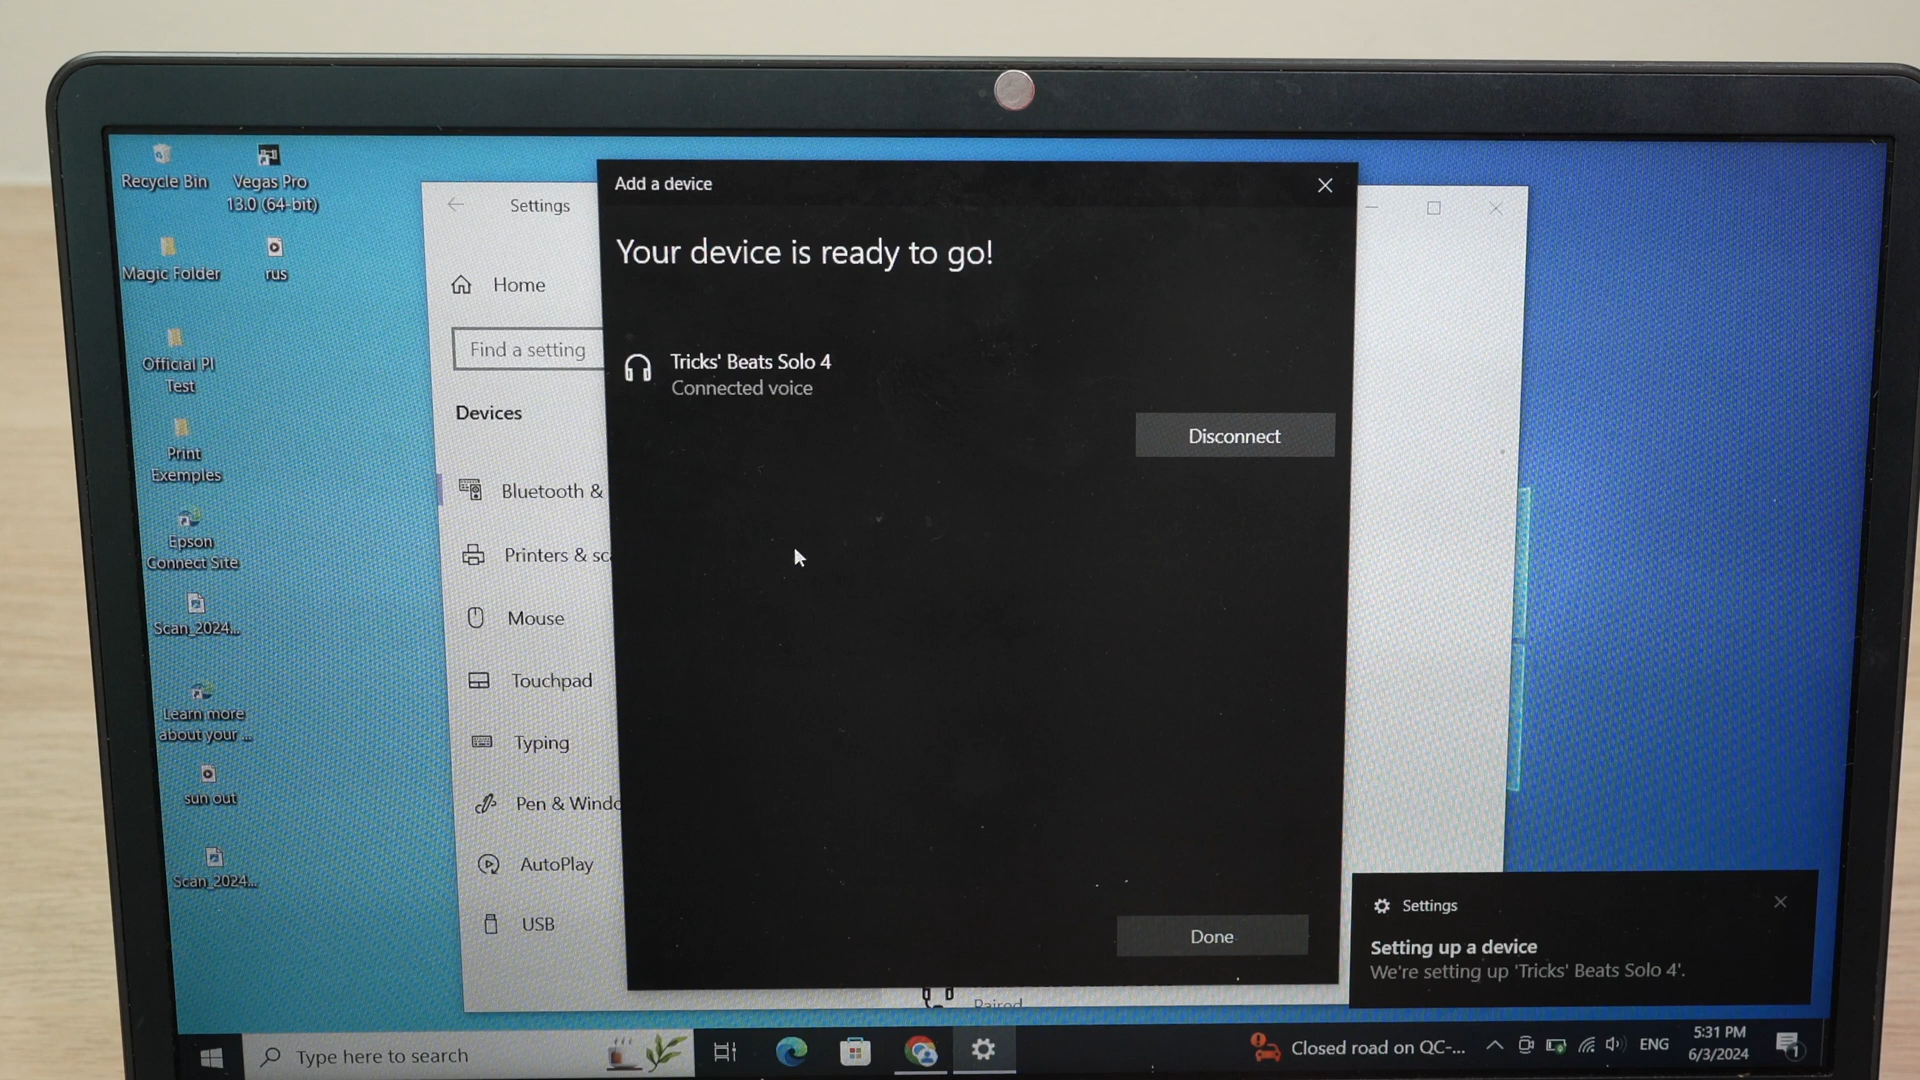 Recycle Bin
Vegas Pro
13.0 (64-bit)
Magic Folder
rus
Official PI
Test
Print
Exemples
Epson
Connect Site
Scan_2024...
Learn more
about your ...
sun out
Scan_2024...
Settings
Home
Find a setting
Devices
Bluetooth &
Printers & sca
Mouse
Touchpad
Typing
Pen & Windo
AutoPlay
USB
Add a device
Your device is ready to go!
Tricks' Beats Solo 4
Connected voice
Disconnect
Done
Paired
Settings
Setting up a device
We're setting up 'Tricks' Beats Solo 4'.
Type here to search
Closed road on QC-...
ENG
5:31 PM
6/3/2024
1